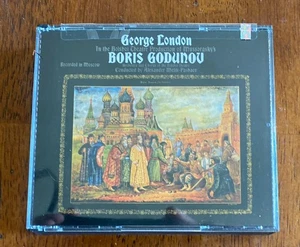 George London
In the Bolshoi Theatre Production of Mussorgsky's
BORIS GODUNOV
Recorded in Moscow
Conducted by Alexander Melik-Pashayev